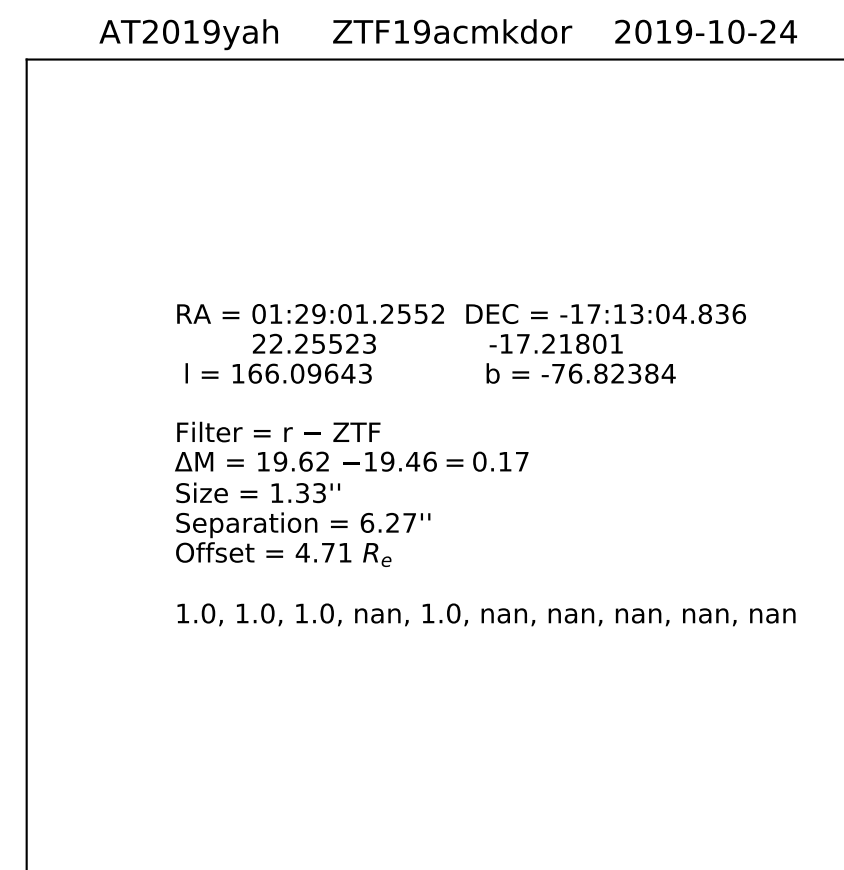 AT2019yah ZTF19acmkdor 2019-10-24
RA = 01:29:01.2552 DEC = -17:13:04.836
22.25523 -17.21801
l = 166.09643 b = -76.82384
Filter = r − ZTF
ΔM = 19.62 −19.46 = 0.17
Size = 1.33''
Separation = 6.27''
Offset = 4.71 Re
1.0, 1.0, 1.0, nan, 1.0, nan, nan, nan, nan, nan